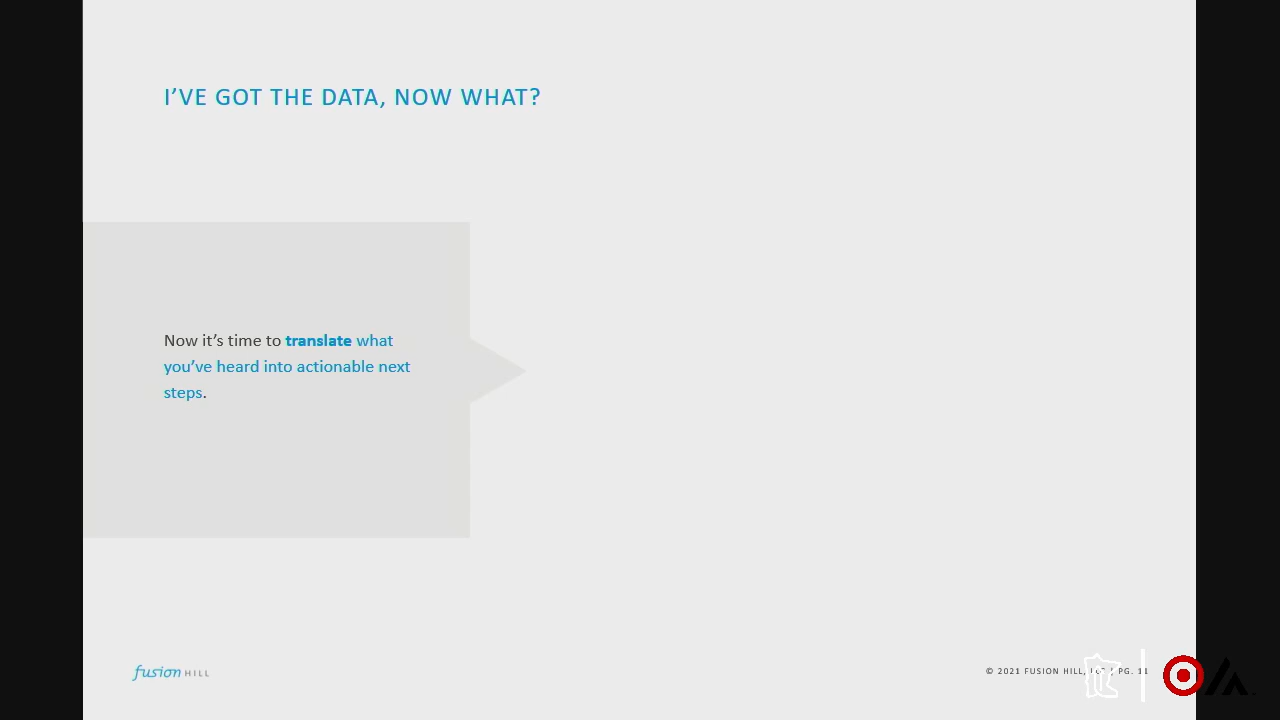 I’VE GOT THE DATA, NOW WHAT?
Now it’s time to translate what
you’ve heard into actionable next
steps.
fusion HILL
© 2021 FUSION HILL, PG. 11